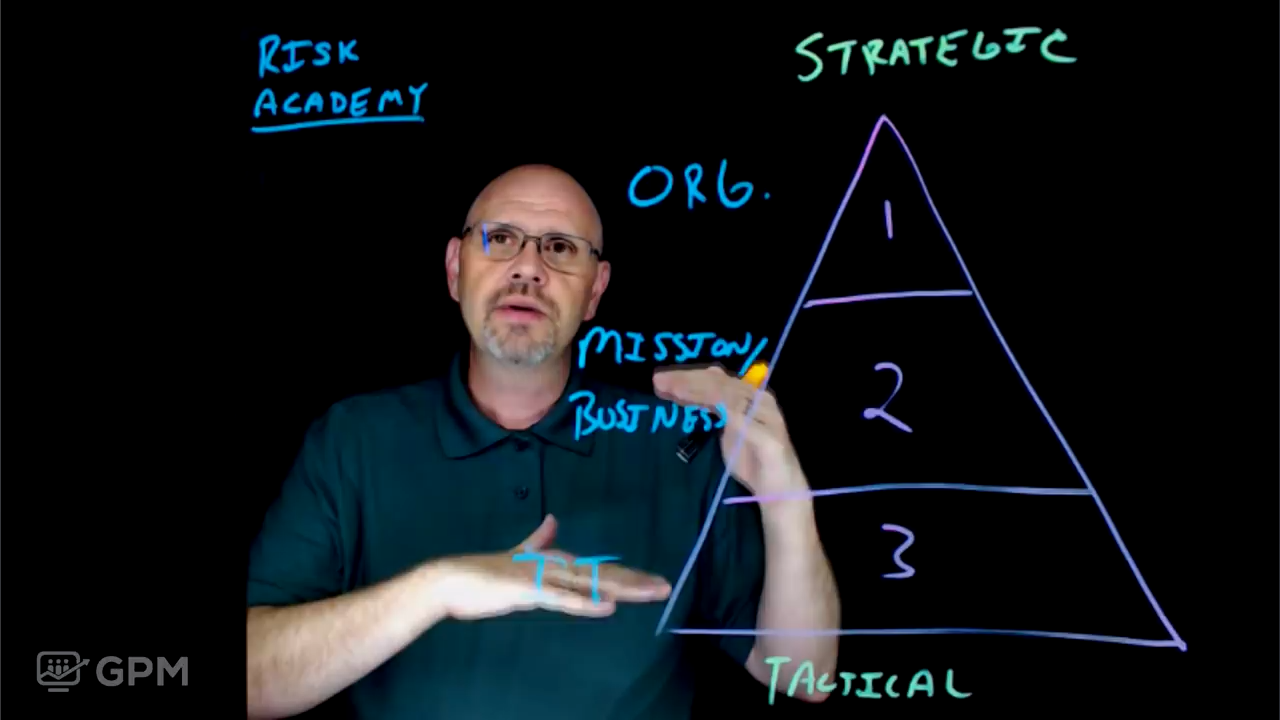 RISK
ACADEMY
STRATEGIC
ORG.
1
MISSION/
BUSINESS
2
IT
3
TACTICAL
GPM